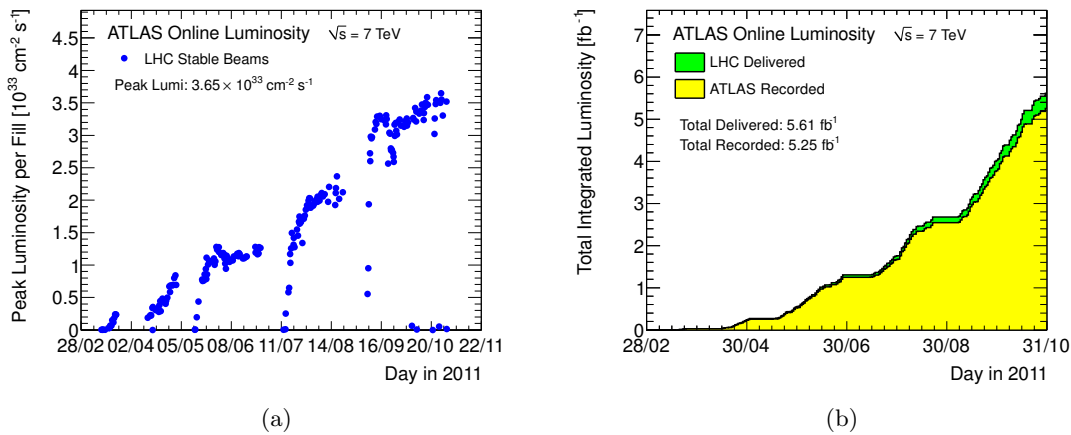 Peak Luminosity per Fill [10³³ cm⁻² s⁻¹]
4.5
4
3.5
3
2.5
2
1.5
1
0.5
0
ATLAS Online Luminosity √s = 7 TeV
LHC Stable Beams
Peak Lumi: 3.65 × 10³³ cm⁻² s⁻¹
28/02 02/04 05/05 08/06 11/07 14/08 16/09 20/10 22/11
Day in 2011
(a)
Total Integrated Luminosity [fb⁻¹]
7
6
5
4
3
2
1
0
ATLAS Online Luminosity √s = 7 TeV
LHC Delivered
ATLAS Recorded
Total Delivered: 5.61 fb⁻¹
Total Recorded: 5.25 fb⁻¹
28/02 30/04 30/06 30/08 31/10
Day in 2011
(b)